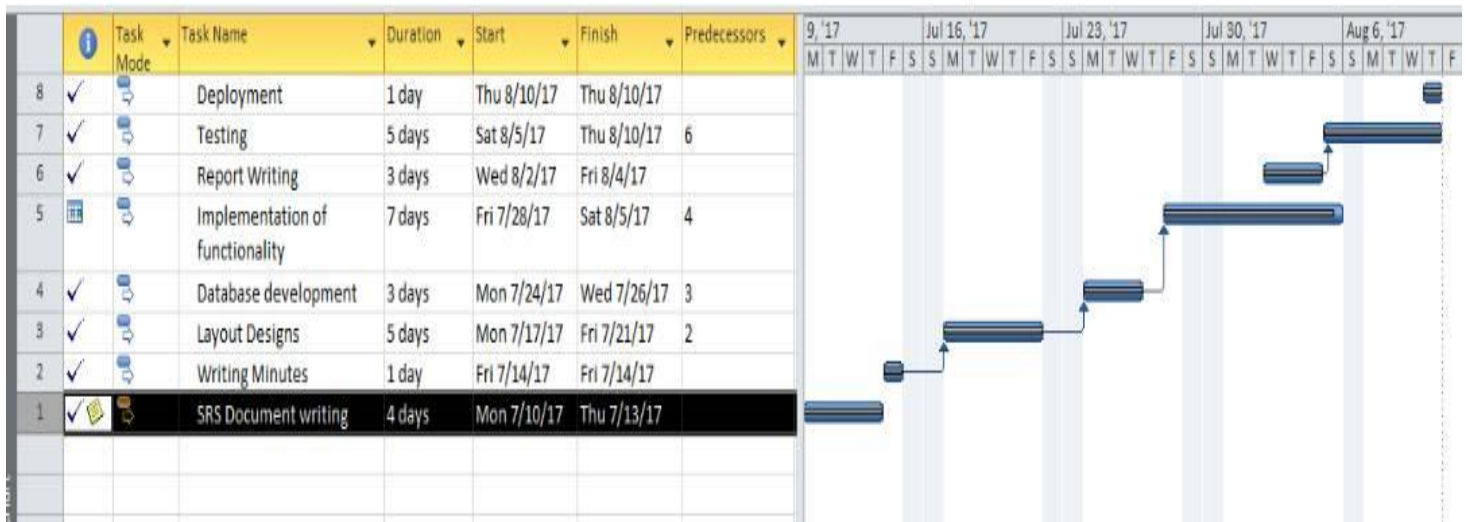 Task Mode Task Name Duration Start Finish Predecessors
9, '17 Jul 16, '17 Jul 23, '17 Jul 30, '17 Aug 6, '17
M T W T F S S M T W T F S S M T W T F S S M T W T F S S M T W T F
8 Deployment 1 day Thu 8/10/17 Thu 8/10/17
7 Testing 5 days Sat 8/5/17 Thu 8/10/17 6
6 Report Writing 3 days Wed 8/2/17 Fri 8/4/17
5 Implementation of functionality 7 days Fri 7/28/17 Sat 8/5/17 4
4 Database development 3 days Mon 7/24/17 Wed 7/26/17 3
3 Layout Designs 5 days Mon 7/17/17 Fri 7/21/17 2
2 Writing Minutes 1 day Fri 7/14/17 Fri 7/14/17
1 SRS Document writing 4 days Mon 7/10/17 Thu 7/13/17